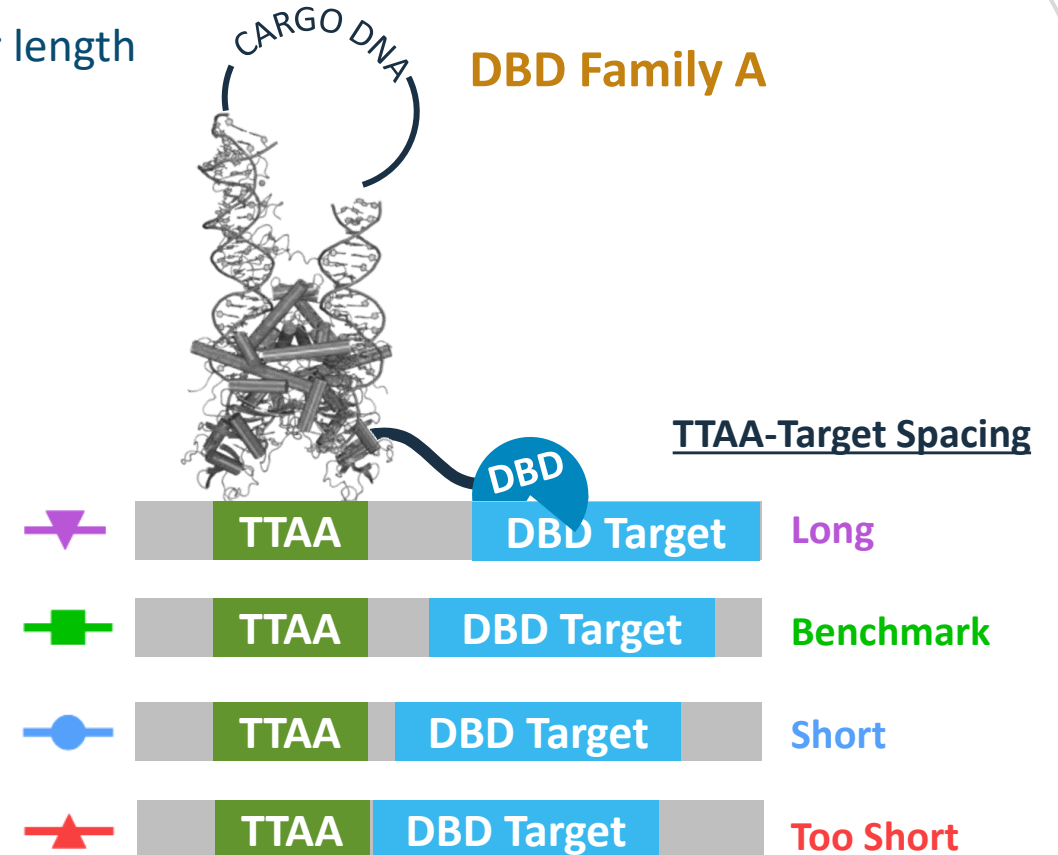 length
CARGO DNA
DBD Family A
TTAA-Target Spacing
DBD
TTAA
DBD Target
Long
TTAA
DBD Target
Benchmark
TTAA
DBD Target
Short
TTAA
DBD Target
Too Short